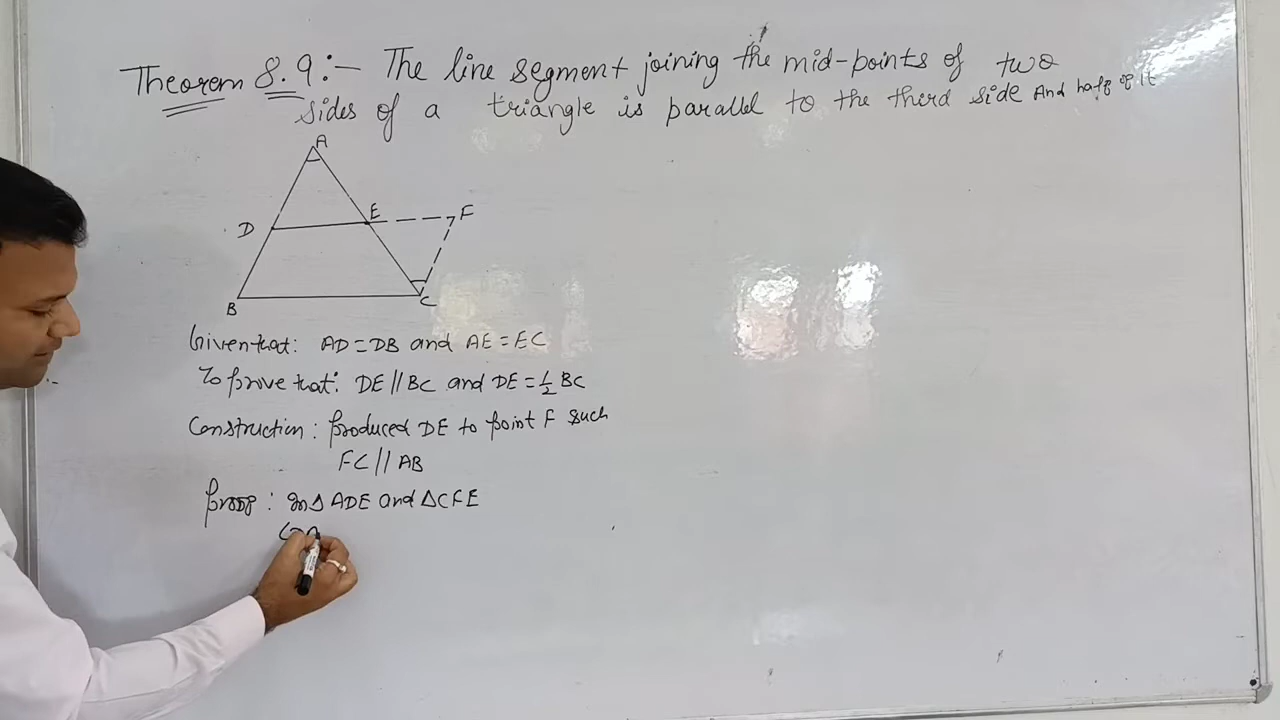 Theorem 8.9:- The line segment joining the mid-points of two
sides of a triangle is parallel to the third side And half of it
A
D
E
F
B
C
Given that: AD=DB and AE=EC
To prove that: DE//BC and DE=1/2 BC
Construction: produced DE to point F such
FC//AB
proof: In Δ ADE and ΔCFE